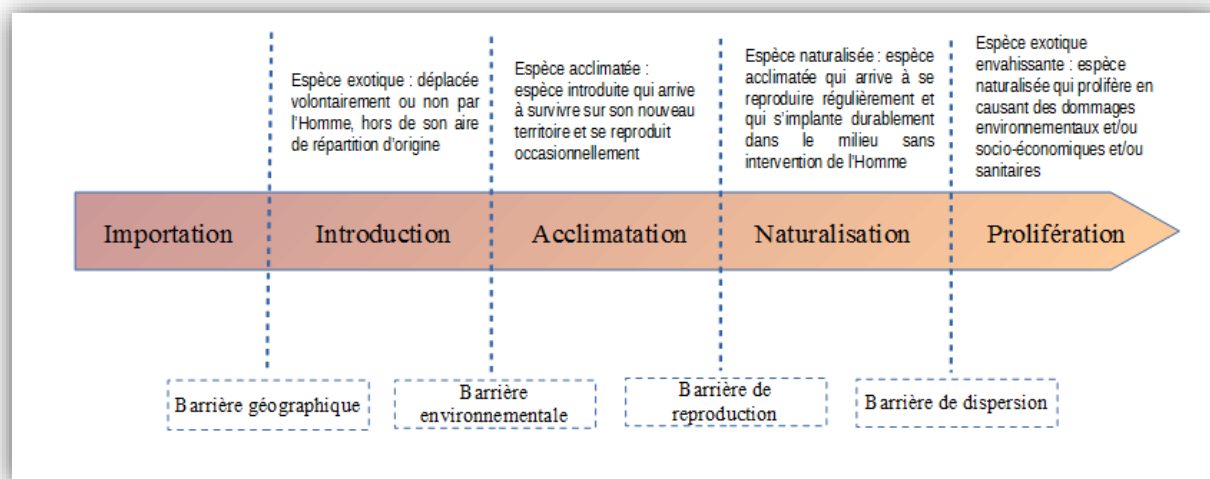 Espèce exotique : déplacée
volontairement ou non par
l'Homme, hors de son aire
de répartition d'origine
Espèce acclimatée :
espèce introduite qui arrive
à survivre sur son nouveau
territoire et se reproduit
occasionnellement
Espèce naturalisée : espèce
acclimatée qui arrive à se
reproduire régulièrement et
qui s'implante durablement
dans le milieu sans
intervention de l'Homme
Espèce exotique
envahissante : espèce
naturalisée qui prolifère en
causant des dommages
environnementaux et/ou
socio-économiques et/ou
sanitaires
Importation
Introduction
Acclimatation
Naturalisation
Prolifération
Barrière géographique
Barrière
environnementale
Barrière de
reproduction
Barrière de dispersion